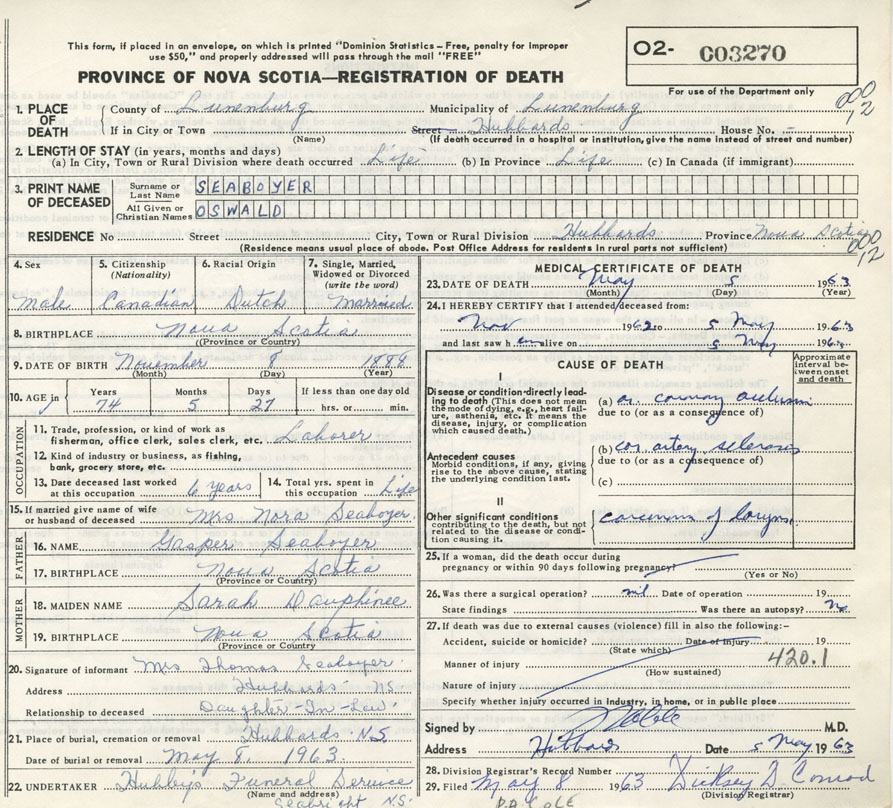 This form, if placed in an envelope, on which is printed "Dominion Statistics - Free, penalty for improper
use $50," and properly addressed will pass through the mail "FREE"
O2- 003270
PROVINCE OF NOVA SCOTIA—REGISTRATION OF DEATH
For use of the Department only
000
12
1. PLACE OF DEATH
County of Lunenburg Municipality of Lunenburg
If in City or Town Street Hubbards House No. -
(Name) (If death occurred in a hospital or institution, give the name instead of street and number)
2. LENGTH OF STAY (in years, months and days)
(a) In City, Town or Rural Division where death occurred Life (b) In Province Life (c) In Canada (if immigrant)
3. PRINT NAME OF DECEASED
Surname or Last Name SEABOYER
All Given or Christian Names OSWALD
RESIDENCE No Street City, Town or Rural Division Hubbards Province Nova Scotia
(Residence means usual place of abode. Post Office Address for residents in rural parts not sufficient)
000
12
4. Sex male
5. Citizenship (Nationality) Canadian
6. Racial Origin Dutch
7. Single, Married, Widowed or Divorced (write the word) Married
8. BIRTHPLACE Nova Scotia
(Province or Country)
9. DATE OF BIRTH November 8 1888
(Month) (Day) (Year)
10. AGE in Years 74 Months 5 Days 27 If less than one day old hrs. or min.
OCCUPATION
11. Trade, profession, or kind of work as fisherman, office clerk, sales clerk, etc. Laborer
12. Kind of industry or business, as fishing, bank, grocery store, etc.
13. Date deceased last worked at this occupation 6 years
14. Total yrs. spent in this occupation Life
15. If married give name of wife or husband of deceased Mrs Nora Seaboyer
FATHER
16. NAME Gasper Seaboyer
17. BIRTHPLACE Nova Scotia
(Province or Country)
MOTHER
18. MAIDEN NAME Sarah Dauphinee
19. BIRTHPLACE Nova Scotia
(Province or Country)
20. Signature of informant Mrs Thomas Seaboyer
Address Hubbards NS
Relationship to deceased Daughter-In-Law
21. Place of burial, cremation or removal Hubbards N.S.
Date of burial or removal May 8, 1963
22. UNDERTAKER Hubley's Funeral Service
(Name and address)
Seabright N.S.
MEDICAL CERTIFICATE OF DEATH
23. DATE OF DEATH May 5 1963
(Month) (Day) (Year)
24. I HEREBY CERTIFY that I attended deceased from:
Nov 1962 to 5 May 1963
and last saw h im alive on 5 May 196
CAUSE OF DEATH
Approximate interval between onset and death
I
Disease or condition directly leading to death (This does not mean the mode of dying, e.g., heart failure, asthenia, etc. It means the disease, injury, or complication which caused death.)
(a) a. coronary occlusion
due to (or as a consequence of)
Antecedent causes
Morbid conditions, if any, giving rise to the above cause, stating the underlying condition last.
(b) cor artery sclerosis
due to (or as a consequence of)
(c)
II
Other significant conditions contributing to the death, but not related to the disease or condition causing it.
carcinoma of larynx
25. If a woman, did the death occur during pregnancy or within 90 days following pregnancy?
(Yes or No)
26. Was there a surgical operation? nil Date of operation 19
State findings Was there an autopsy? no
27. If death was due to external causes (violence) fill in also the following:-
Accident, suicide or homicide? Date of injury 19
(State which)
Manner of injury 420.1
(How sustained)
Nature of injury
Specify whether injury occurred in Industry, in home, or in public place
Signed by Cole M.D.
Address Hubbards Date 5 May 1963
28. Division Registrar's Record Number
29. Filed May 8 1963 Dicksey D Conrad
(Division Registrar)
COLE